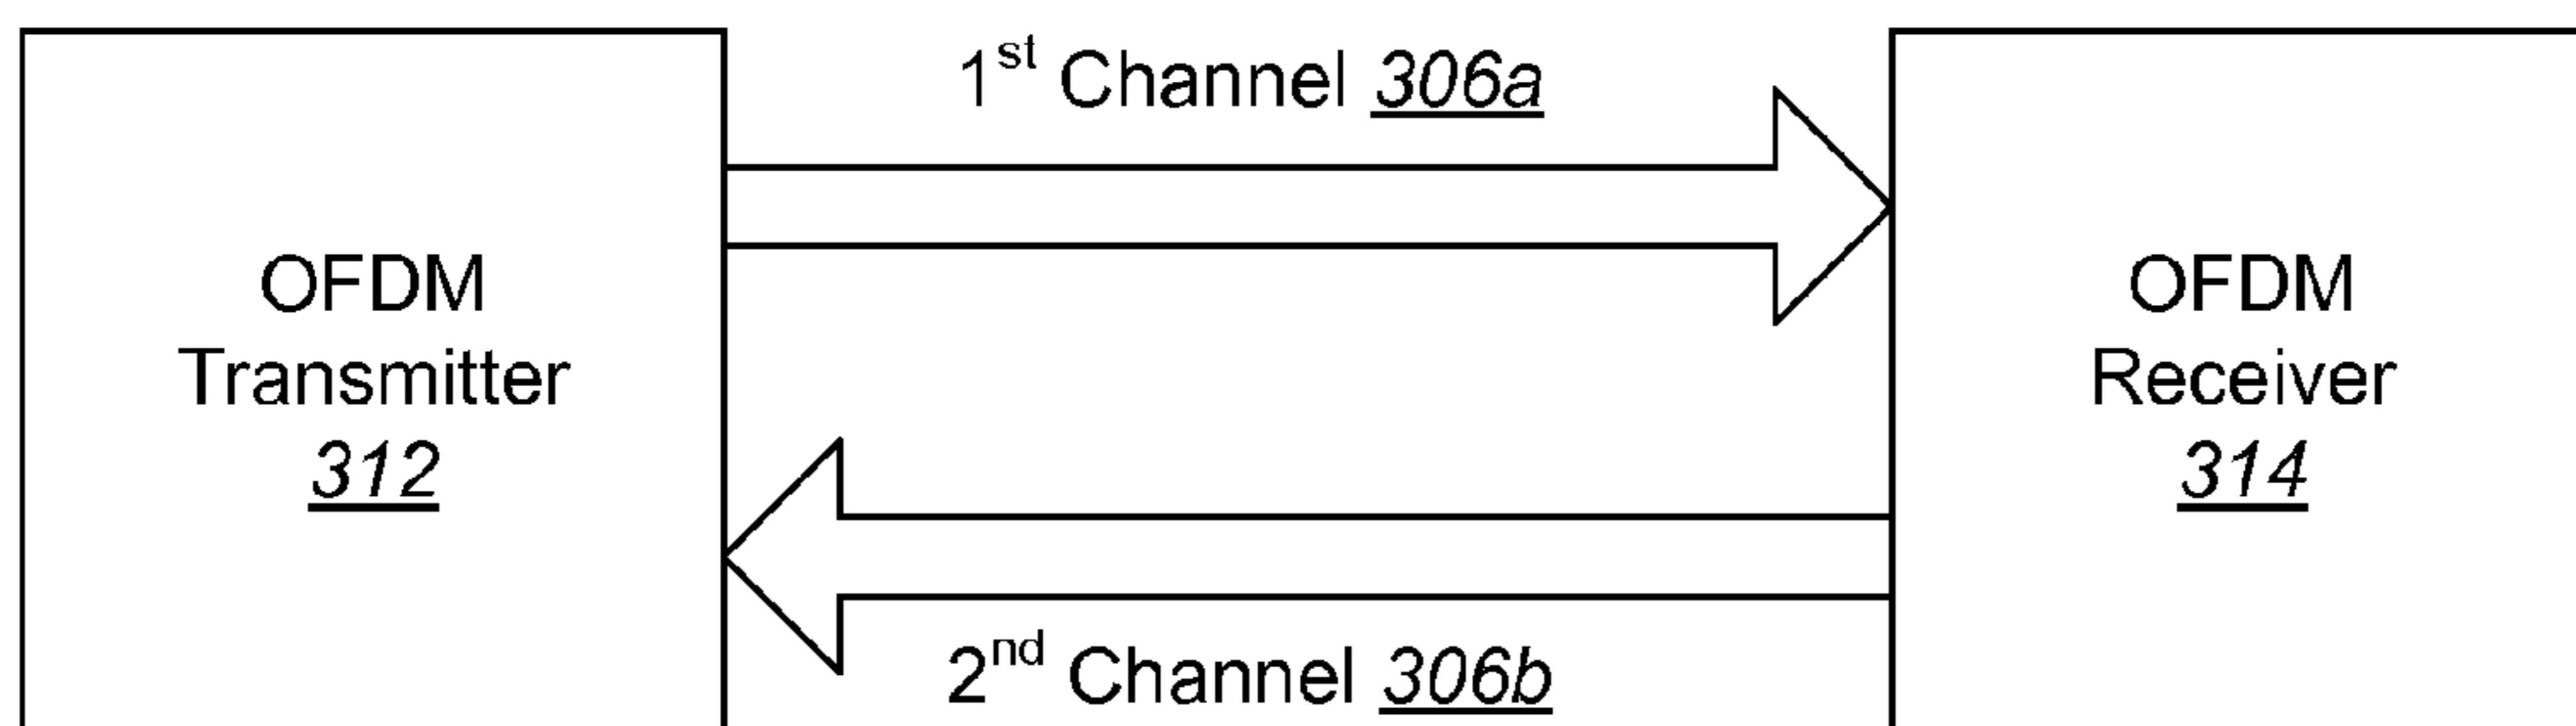 1st Channel 306a
OFDM
Transmitter
312
OFDM
Receiver
314
2nd Channel 306b